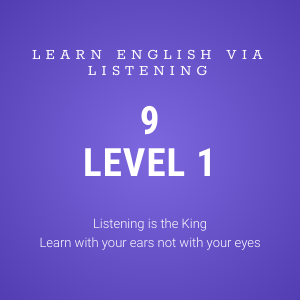 LEARN ENGLISH VIA
LISTENING
9
LEVEL 1
Listening is the King
Learn with your ears not with your eyes